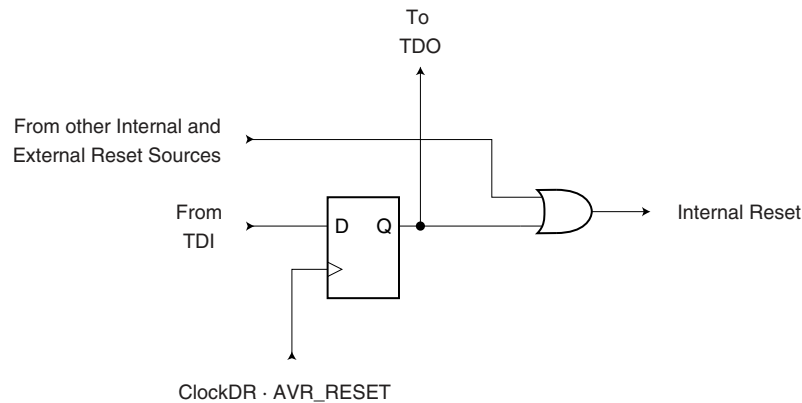 To
TDO
From other Internal and
External Reset Sources
From
TDI
D
Q
Internal Reset
ClockDR · AVR_RESET